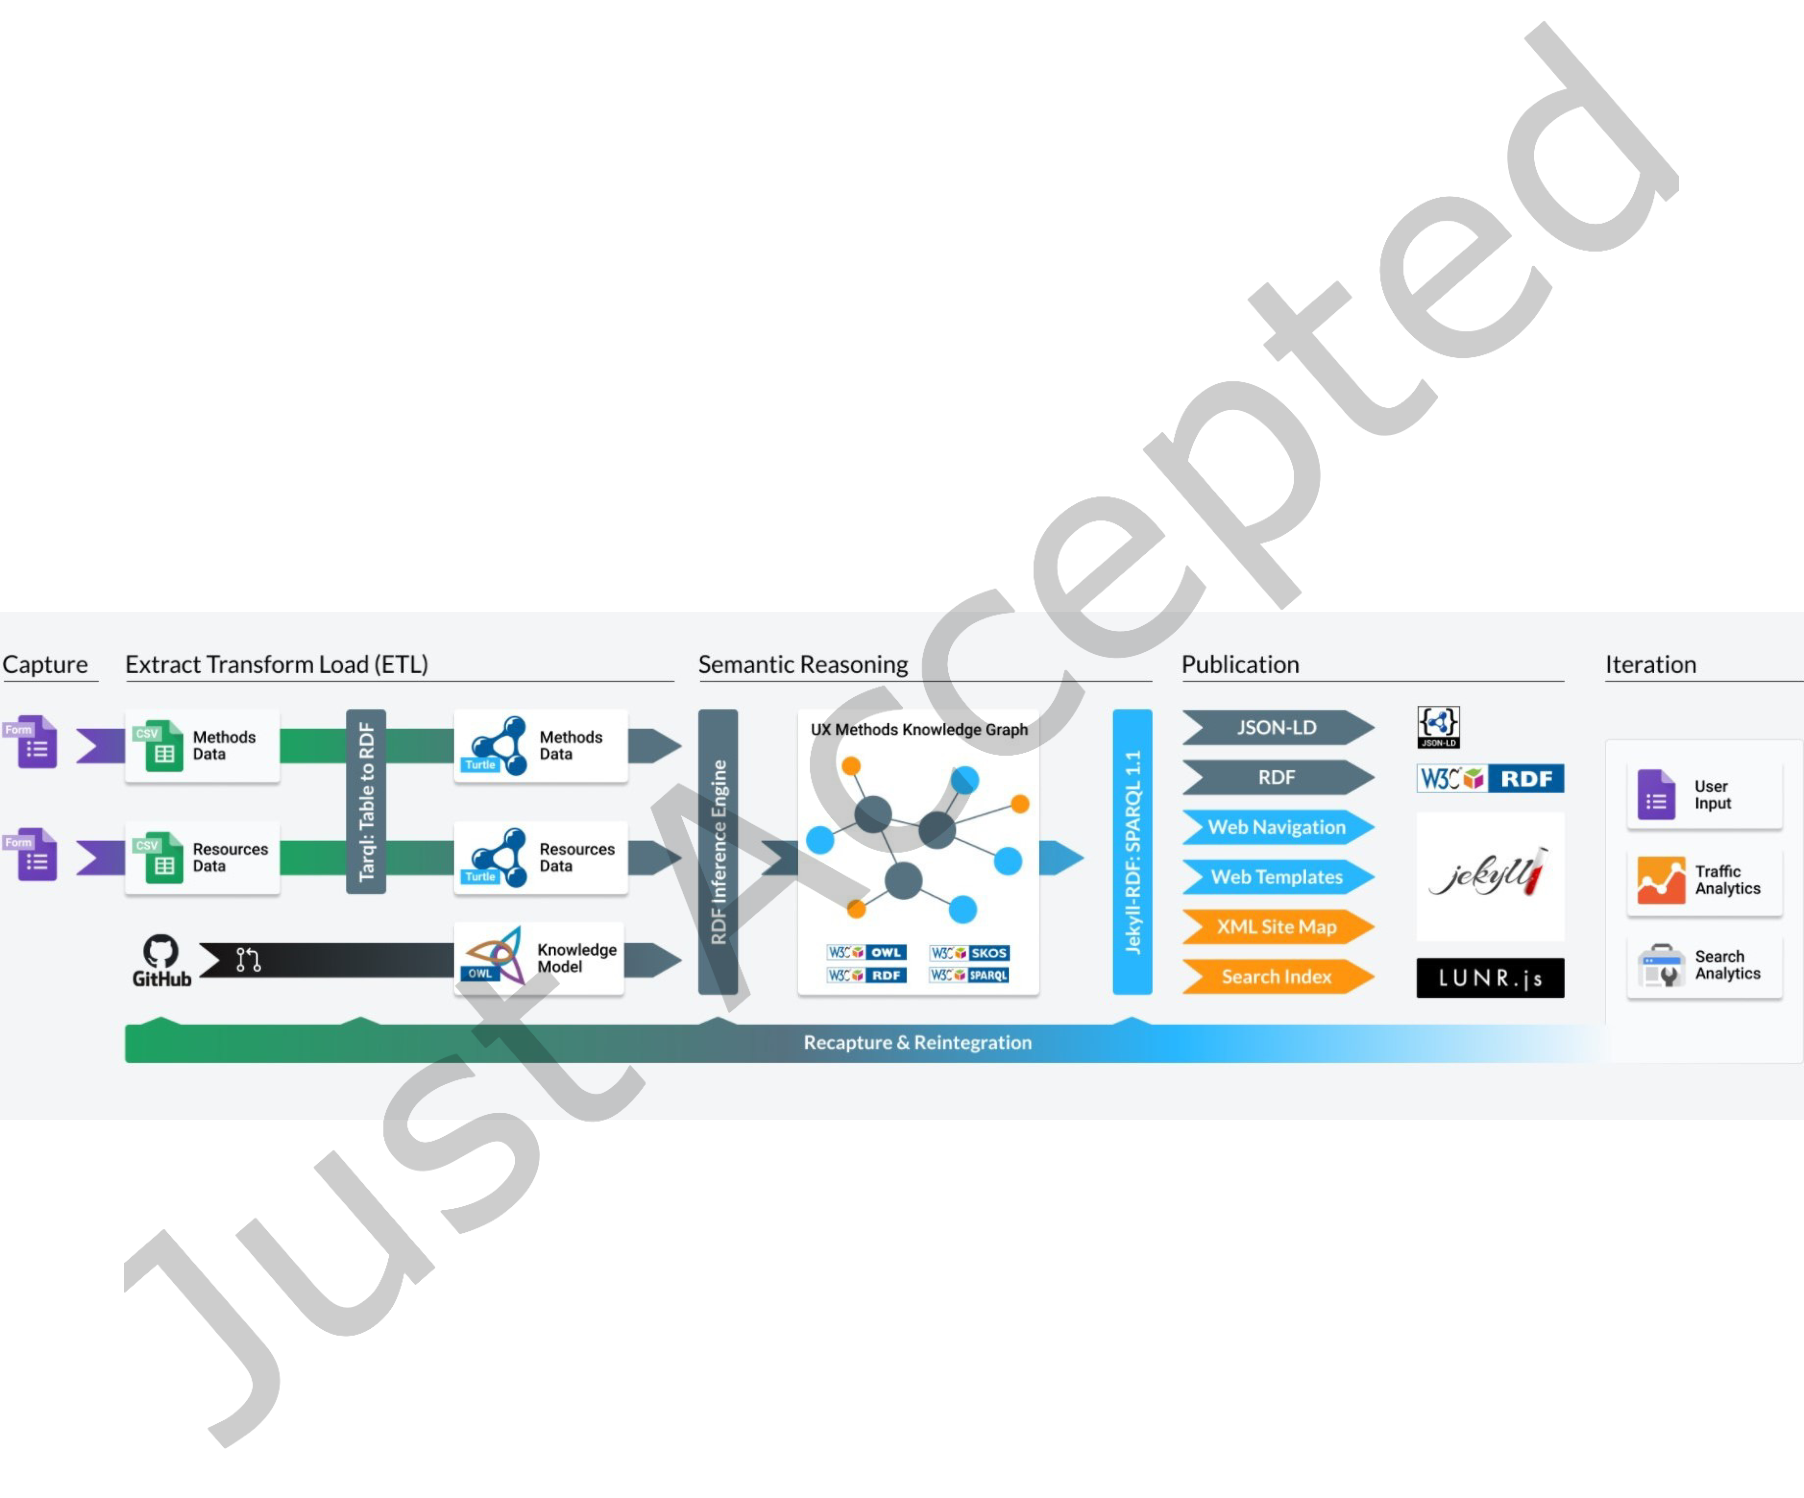 Just Accepted
Capture
Extract Transform Load (ETL)
Semantic Reasoning
Publication
Iteration
Form
CSV
Methods
Data
Tarql: Table to RDF
Turtle
Methods
Data
Form
CSV
Resources
Data
Turtle
Resources
Data
GitHub
OWL
Knowledge
Model
RDF Inference Engine
UX Methods Knowledge Graph
W3C OWL
W3C SKOS
W3C RDF
W3C SPARQL
Jekyll-RDF: SPARQL 1.1
JSON-LD
RDF
Web Navigation
Web Templates
XML Site Map
Search Index
{ }
JSON-LD
W3C RDF
jekyll
LUNR.js
User
Input
Traffic
Analytics
Search
Analytics
Recapture & Reintegration